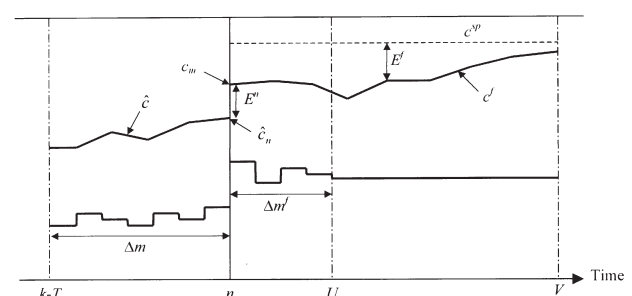 c^sp
E^f
c_m
E^n
ĉ
c^f
ĉ_n
Δm^f
Δm
Time
k-T n U V